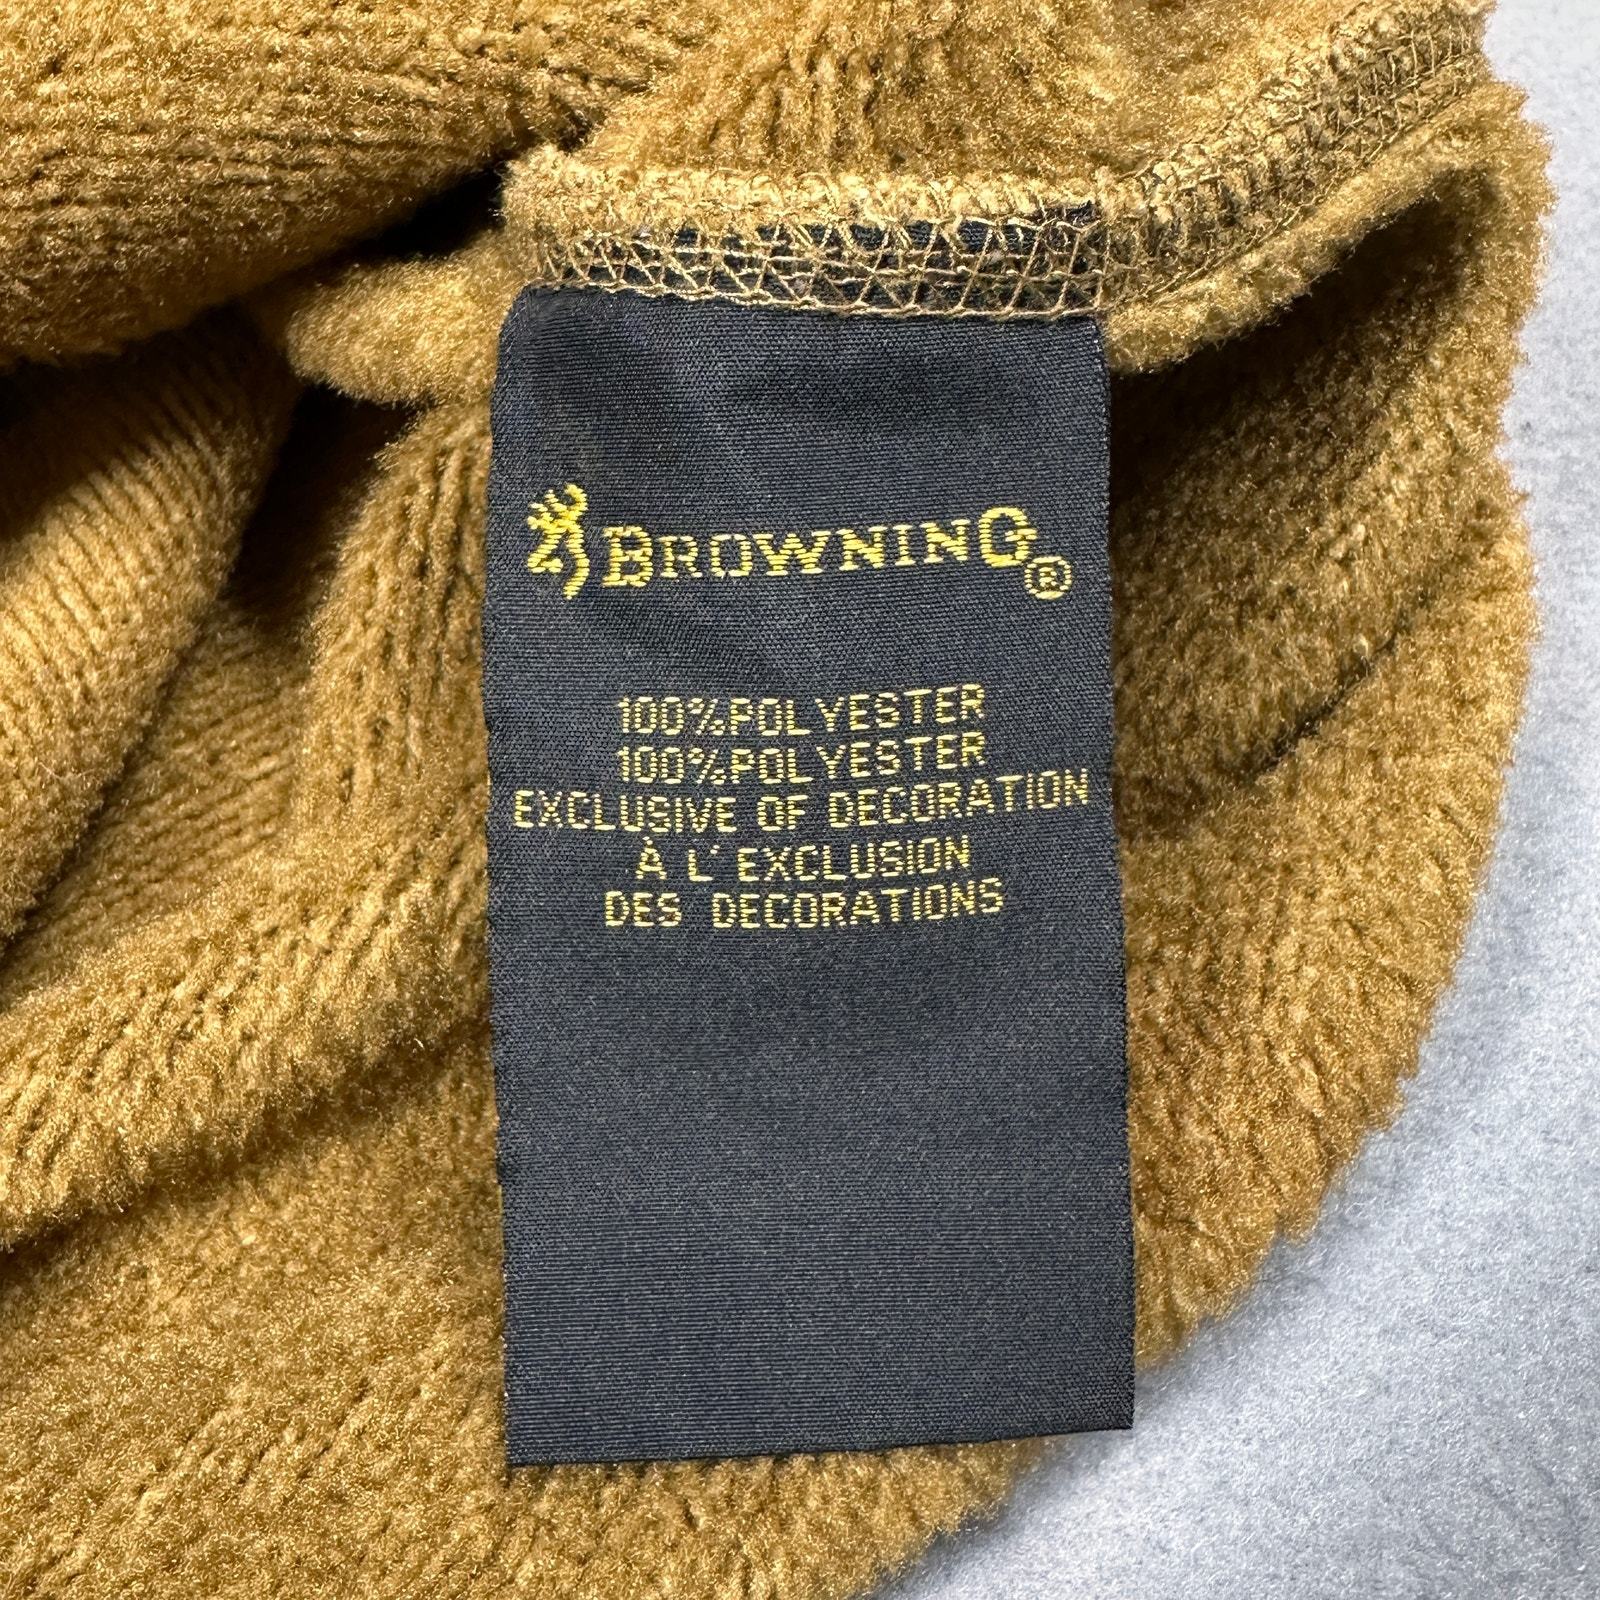 BROWNING®
100%POLYESTER
100%POLYESTER
EXCLUSIVE OF DECORATION
À L'EXCLUSION
DES DECORATIONS